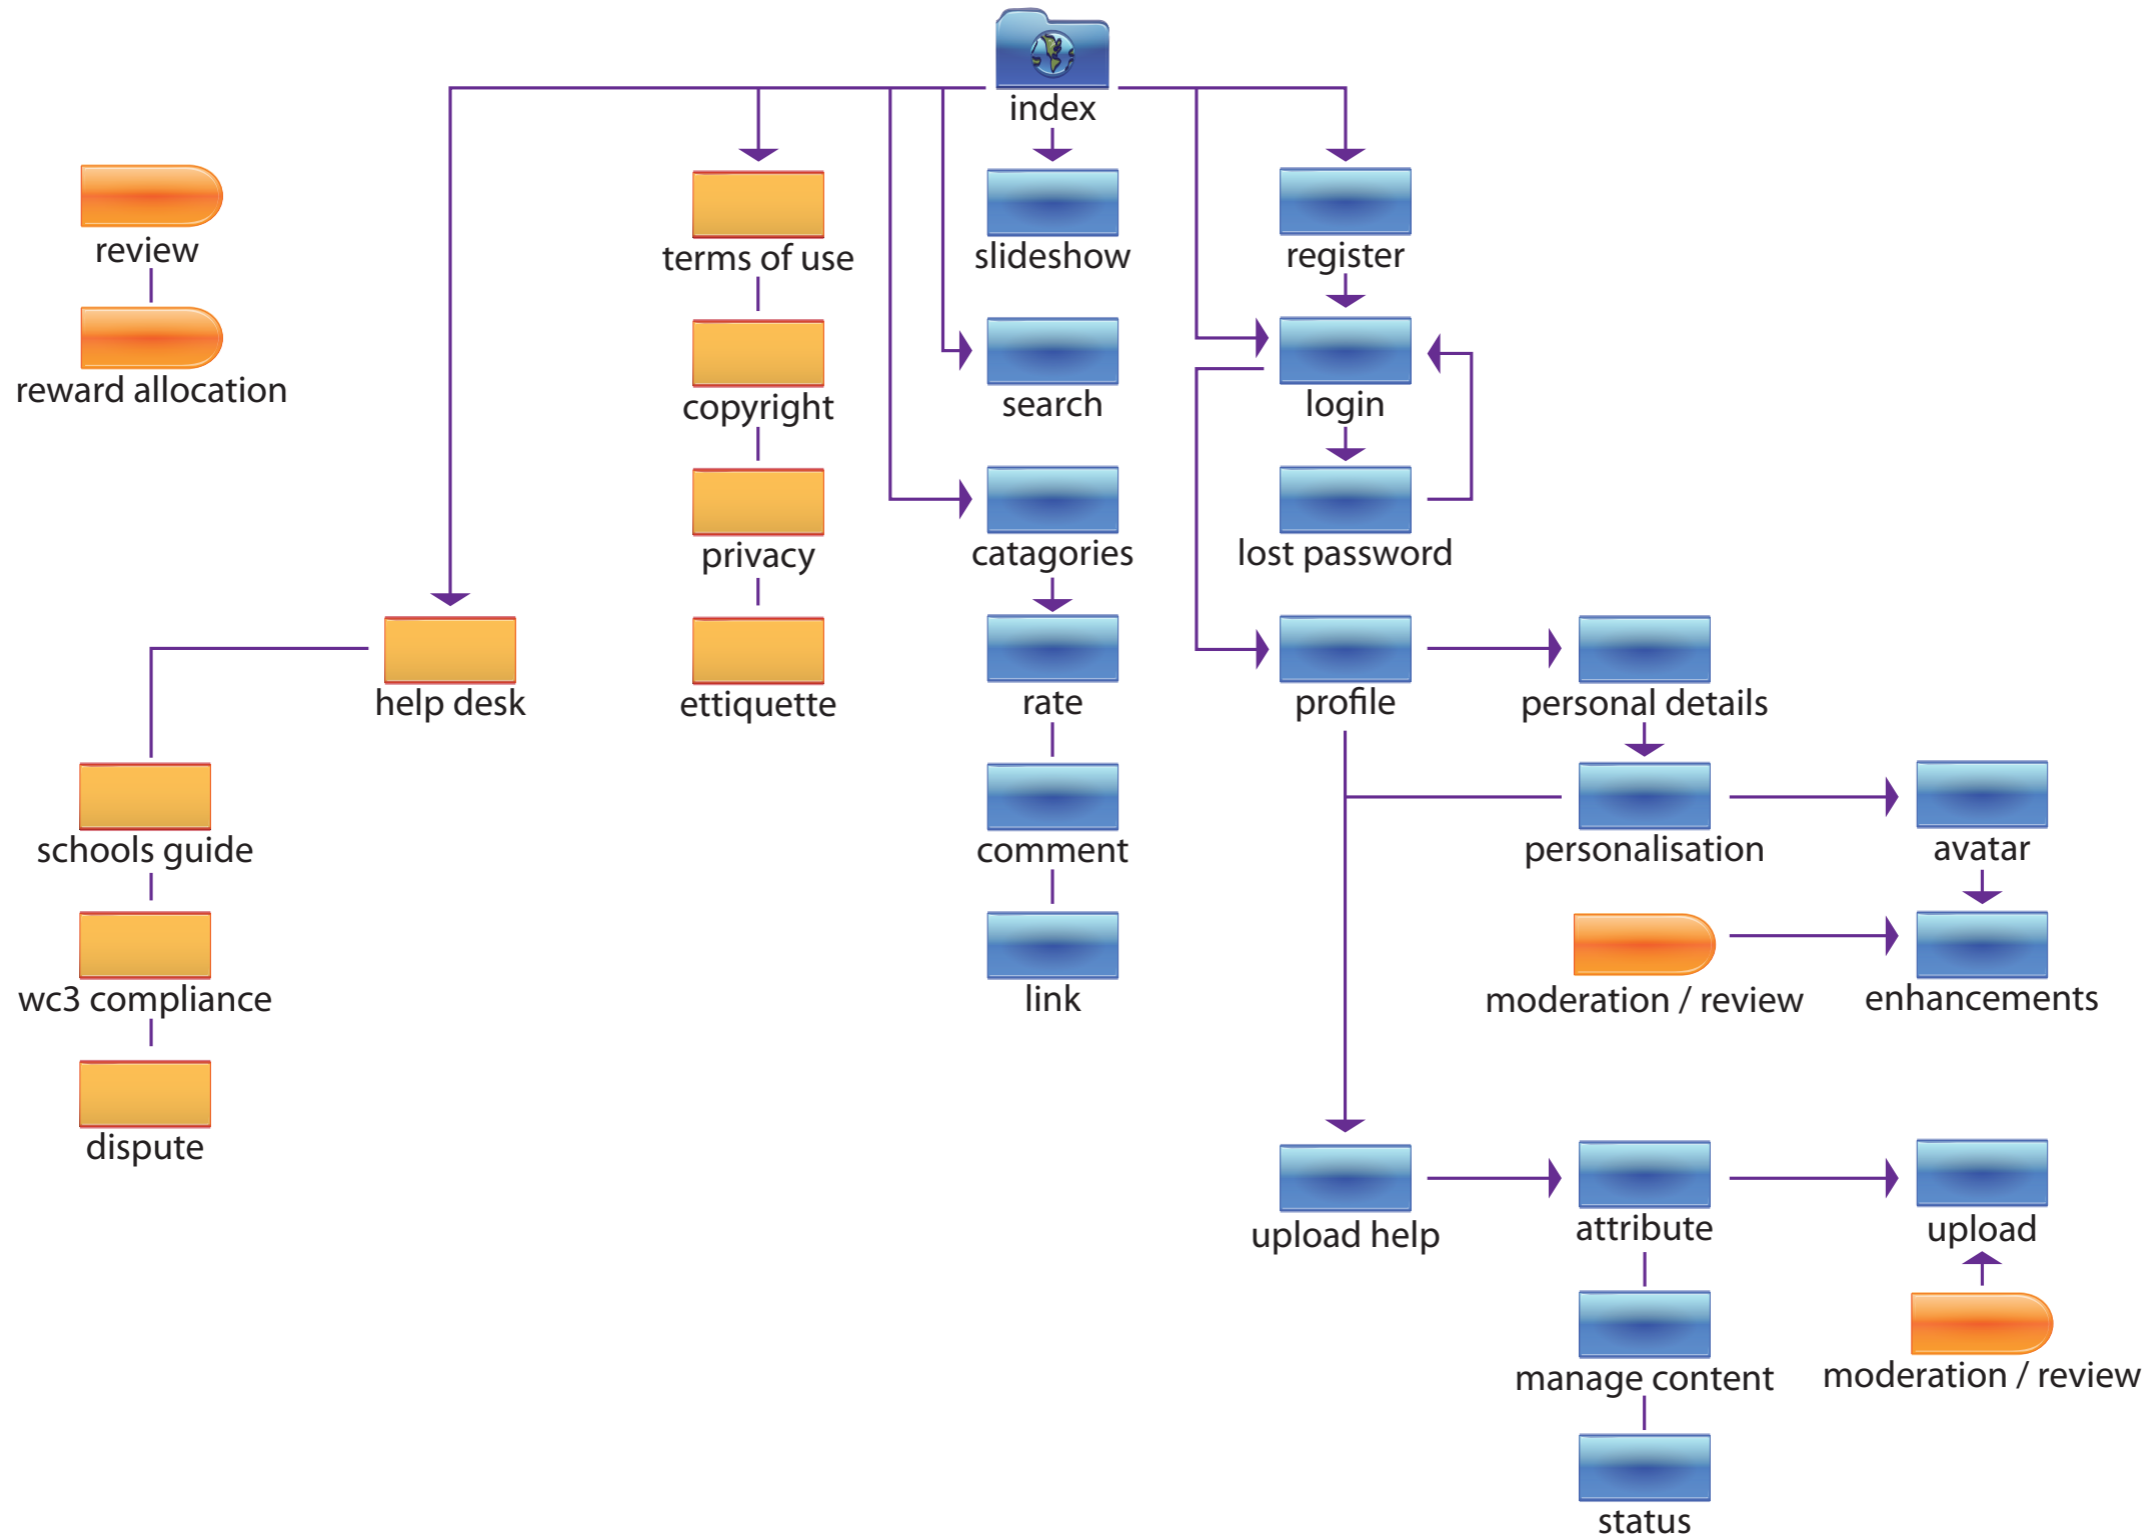 index
review
terms of use
slideshow
register
reward allocation
copyright
search
login
privacy
catagories
lost password
help desk
ettiquette
rate
profile
personal details
schools guide
comment
personalisation
avatar
wc3 compliance
link
moderation / review
enhancements
dispute
upload help
attribute
upload
manage content
moderation / review
status